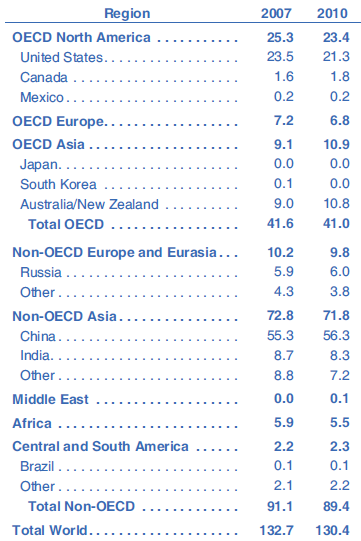 Region 2007 2010
OECD North America . . . . . . . . . . . 25.3 23.4
United States. . . . . . . . . . . . . . . . . 23.5 21.3
Canada . . . . . . . . . . . . . . . . . . . . . 1.6 1.8
Mexico . . . . . . . . . . . . . . . . . . . . . 0.2 0.2
OECD Europe. . . . . . . . . . . . . . . . . 7.2 6.8
OECD Asia . . . . . . . . . . . . . . . . . . . 9.1 10.9
Japan. . . . . . . . . . . . . . . . . . . . . . 0.0 0.0
South Korea . . . . . . . . . . . . . . . . . 0.1 0.0
Australia/New Zealand . . . . . . . . . . 9.0 10.8
Total OECD . . . . . . . . . . . . . . . . . 41.6 41.0
Non-OECD Europe and Eurasia . . . 10.2 9.8
Russia . . . . . . . . . . . . . . . . . . . . . 5.9 6.0
Other . . . . . . . . . . . . . . . . . . . . . . 4.3 3.8
Non-OECD Asia . . . . . . . . . . . . . . . 72.8 71.8
China . . . . . . . . . . . . . . . . . . . . . . 55.3 56.3
India. . . . . . . . . . . . . . . . . . . . . . . 8.7 8.3
Other . . . . . . . . . . . . . . . . . . . . . . 8.8 7.2
Middle East . . . . . . . . . . . . . . . . . . 0.0 0.1
Africa . . . . . . . . . . . . . . . . . . . . . . 5.9 5.5
Central and South America . . . . . . 2.2 2.3
Brazil . . . . . . . . . . . . . . . . . . . . . . 0.1 0.1
Other . . . . . . . . . . . . . . . . . . . . . . 2.1 2.2
Total Non-OECD . . . . . . . . . . . . . 91.1 89.4
Total World. . . . . . . . . . . . . . . . . . . 132.7 130.4